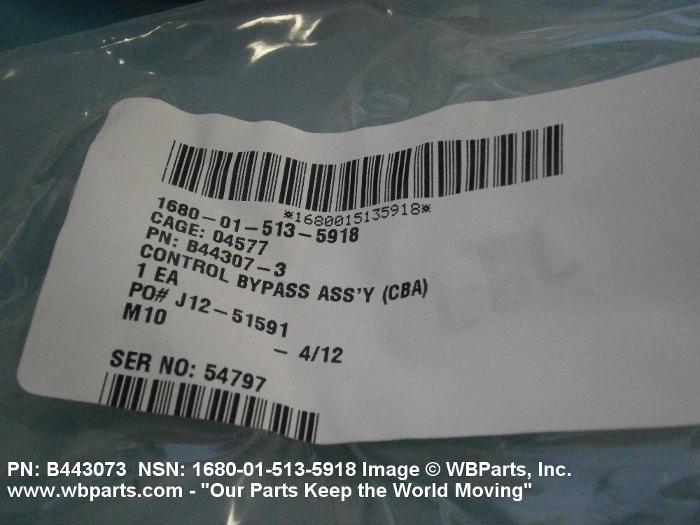 *1680015135918*
1680-01-513-5918
CAGE: 04577
PN: B44307-3
CONTROL BYPASS ASS'Y (CBA)
1 EA
PO# J12-51591
M10 - 4/12
SER NO: 54797
PN: B443073 NSN: 1680-01-513-5918 Image © WBParts, Inc.
www.wbparts.com - "Our Parts Keep the World Moving"